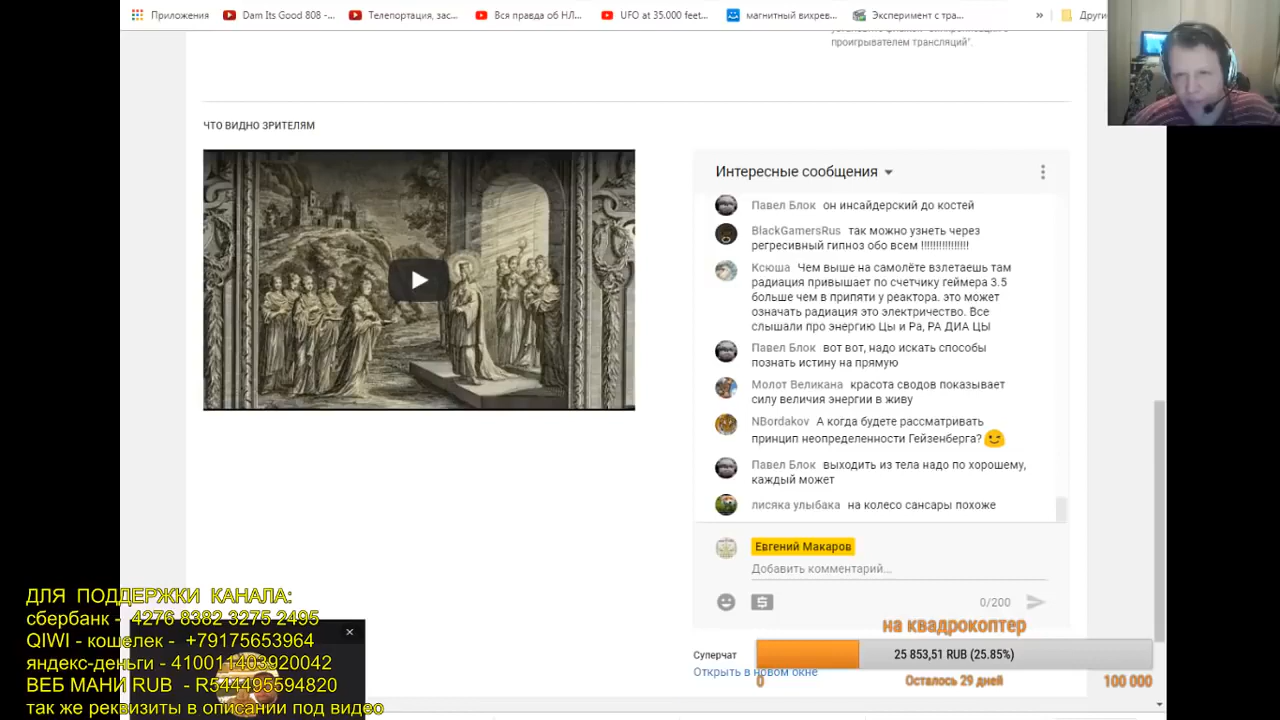 Приложения
Dam Its Good 808 -...
Телепортация, зас...
Вся правда об НЛ...
UFO at 35.000 feet...
магнитный вихрев...
Эксперимент с тра...
»
Други
проигрывателем трансляций".
ЧТО ВИДНО ЗРИТЕЛЯМ
Интересные сообщения
Павел Блок он инсайдерский до костей
BlackGamersRus так можно узнать через
регресивный гипноз обо всем !!!!!!!!!!!!!!!
Ксюша Чем выше на самолёте взлетаешь там
радиация привышает по счетчику геймера 3.5
больше чем в припяти у реактора. это может
означать радиация это электричество. Все
слышали про энергию Цы и Ра, РА ДИА ЦЫ
Павел Блок вот вот, надо искать способы
познать истину на прямую
Молот Великана красота сводов показывает
силу величия энергии в живу
NBordakov А когда будете рассматривать
принцип неопределенности Гейзенберга? 😉
Павел Блок выходить из тела надо по хорошему,
каждый может
лисяка улыбака на колесо сансары похоже
Евгений Макаров
Добавить комментарий...
0/200
на квадрокоптер
Суперчат
25 853,51 RUB (25.85%)
Открыть в новом окне
0
Осталось 29 дней
100 000
ДЛЯ ПОДДЕРЖКИ КАНАЛА:
сбербанк - 4276 8382 3275 2495
QIWI - кошелек - +79175653964
яндекс-деньги - 410011403920042
ВЕБ МАНИ RUB - R544495594820
так же реквизиты в описании под видео